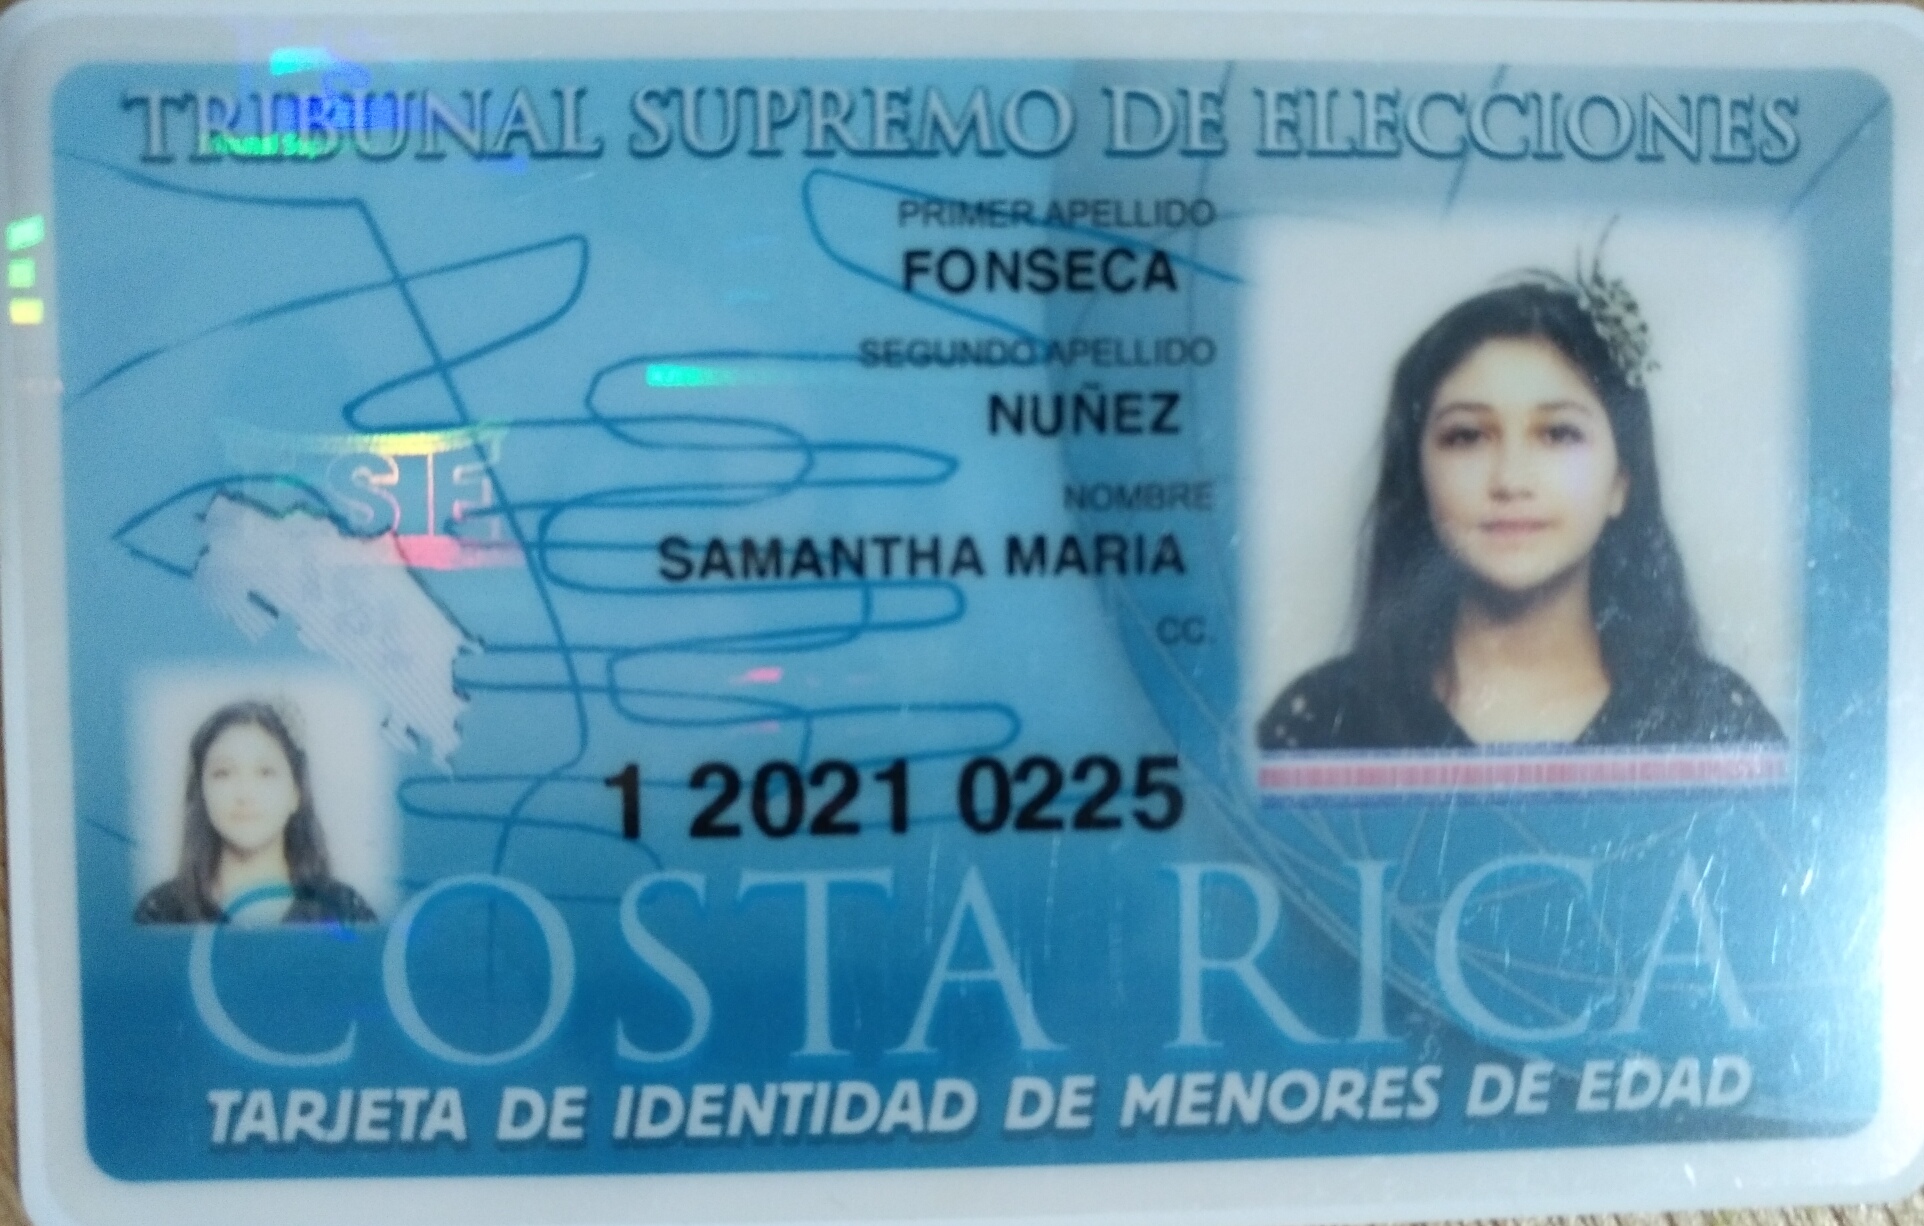 TRIBUNAL SUPREMO DE ELECCIONES
PRIMER APELLIDO
FONSECA
SEGUNDO APELLIDO
NUÑEZ
NOMBRE
SAMANTHA MARIA
CC.
1 2021 0225
COSTA RICA
TARJETA DE IDENTIDAD DE MENORES DE EDAD